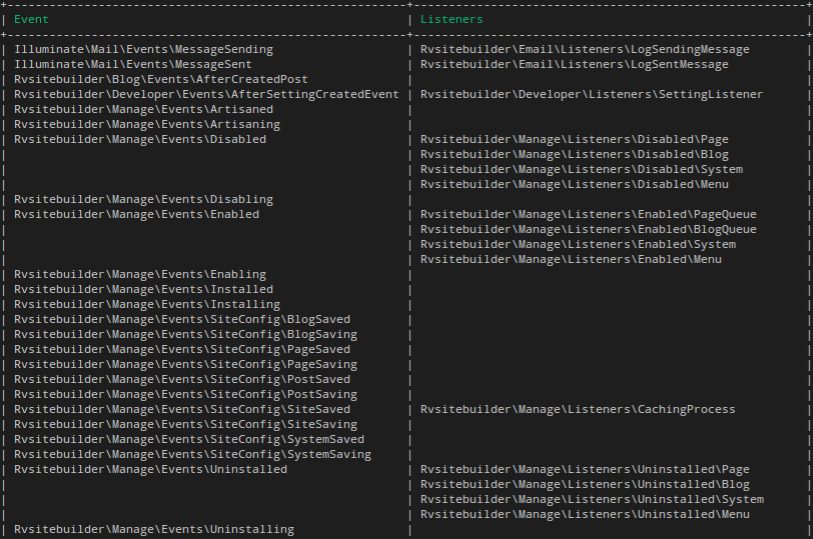 +--------------------------------------------------------+------------------------------------------------------+
| Event | Listeners |
+--------------------------------------------------------+------------------------------------------------------+
| Illuminate\Mail\Events\MessageSending | Rvsitebuilder\Email\Listeners\LogSendingMessage |
| Illuminate\Mail\Events\MessageSent | Rvsitebuilder\Email\Listeners\LogSentMessage |
| Rvsitebuilder\Blog\Events\AfterCreatedPost | |
| Rvsitebuilder\Developer\Events\AfterSettingCreatedEvent | Rvsitebuilder\Developer\Listeners\SettingListener |
| Rvsitebuilder\Manage\Events\Artisaned | |
| Rvsitebuilder\Manage\Events\Artisaning | |
| Rvsitebuilder\Manage\Events\Disabled | Rvsitebuilder\Manage\Listeners\Disabled\Page |
| | Rvsitebuilder\Manage\Listeners\Disabled\Blog |
| | Rvsitebuilder\Manage\Listeners\Disabled\System |
| | Rvsitebuilder\Manage\Listeners\Disabled\Menu |
| Rvsitebuilder\Manage\Events\Disabling | |
| Rvsitebuilder\Manage\Events\Enabled | Rvsitebuilder\Manage\Listeners\Enabled\PageQueue |
| | Rvsitebuilder\Manage\Listeners\Enabled\BlogQueue |
| | Rvsitebuilder\Manage\Listeners\Enabled\System |
| | Rvsitebuilder\Manage\Listeners\Enabled\Menu |
| Rvsitebuilder\Manage\Events\Enabling | |
| Rvsitebuilder\Manage\Events\Installed | |
| Rvsitebuilder\Manage\Events\Installing | |
| Rvsitebuilder\Manage\Events\SiteConfig\BlogSaved | |
| Rvsitebuilder\Manage\Events\SiteConfig\BlogSaving | |
| Rvsitebuilder\Manage\Events\SiteConfig\PageSaved | |
| Rvsitebuilder\Manage\Events\SiteConfig\PageSaving | |
| Rvsitebuilder\Manage\Events\SiteConfig\PostSaved | |
| Rvsitebuilder\Manage\Events\SiteConfig\PostSaving | |
| Rvsitebuilder\Manage\Events\SiteConfig\SiteSaved | Rvsitebuilder\Manage\Listeners\CachingProcess |
| Rvsitebuilder\Manage\Events\SiteConfig\SiteSaving | |
| Rvsitebuilder\Manage\Events\SiteConfig\SystemSaved | |
| Rvsitebuilder\Manage\Events\SiteConfig\SystemSaving | |
| Rvsitebuilder\Manage\Events\Uninstalled | Rvsitebuilder\Manage\Listeners\Uninstalled\Page |
| | Rvsitebuilder\Manage\Listeners\Uninstalled\Blog |
| | Rvsitebuilder\Manage\Listeners\Uninstalled\System |
| | Rvsitebuilder\Manage\Listeners\Uninstalled\Menu |
| Rvsitebuilder\Manage\Events\Uninstalling | |